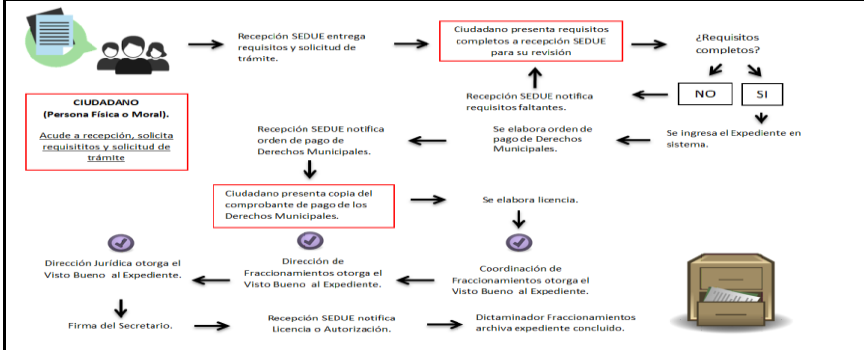 CIUDADANO
(Persona Física o Moral).
Acude a recepción, solicita
requisititos y solicitud de
trámite
Recepción SEDUE entrega
requisitos y solicitud de
trámite.
Ciudadano presenta requisitos
completos a recepción SEDUE
para su revisión
¿Requisitos
completos?
NO
SI
Recepción SEDUE notifica
requisitos faltantes.
Se ingresa el Expediente en
sistema.
Se elabora orden de
pago de Derechos
Municipales.
Recepción SEDUE notifica
orden de pago de
Derechos Municipales.
Ciudadano presenta copia del
comprobante de pago de los
Derechos Municipales.
Se elabora licencia.
Coordinación de
Fraccionamientos otorga el
Visto Bueno al Expediente.
Dirección de
Fraccionamientos otorga el
Visto Bueno al Expediente.
Dirección Jurídica otorga el
Visto Bueno al Expediente.
Firma del Secretario.
Recepción SEDUE notifica
Licencia o Autorización.
Dictaminador Fraccionamientos
archiva expediente concluido.